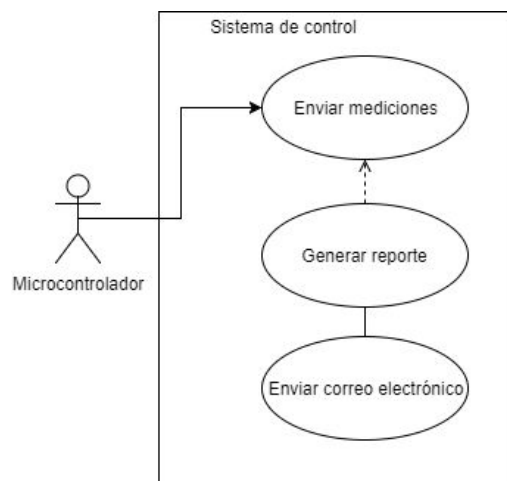 Sistema de control
Enviar mediciones
Microcontrolador
Generar reporte
Enviar correo electrónico